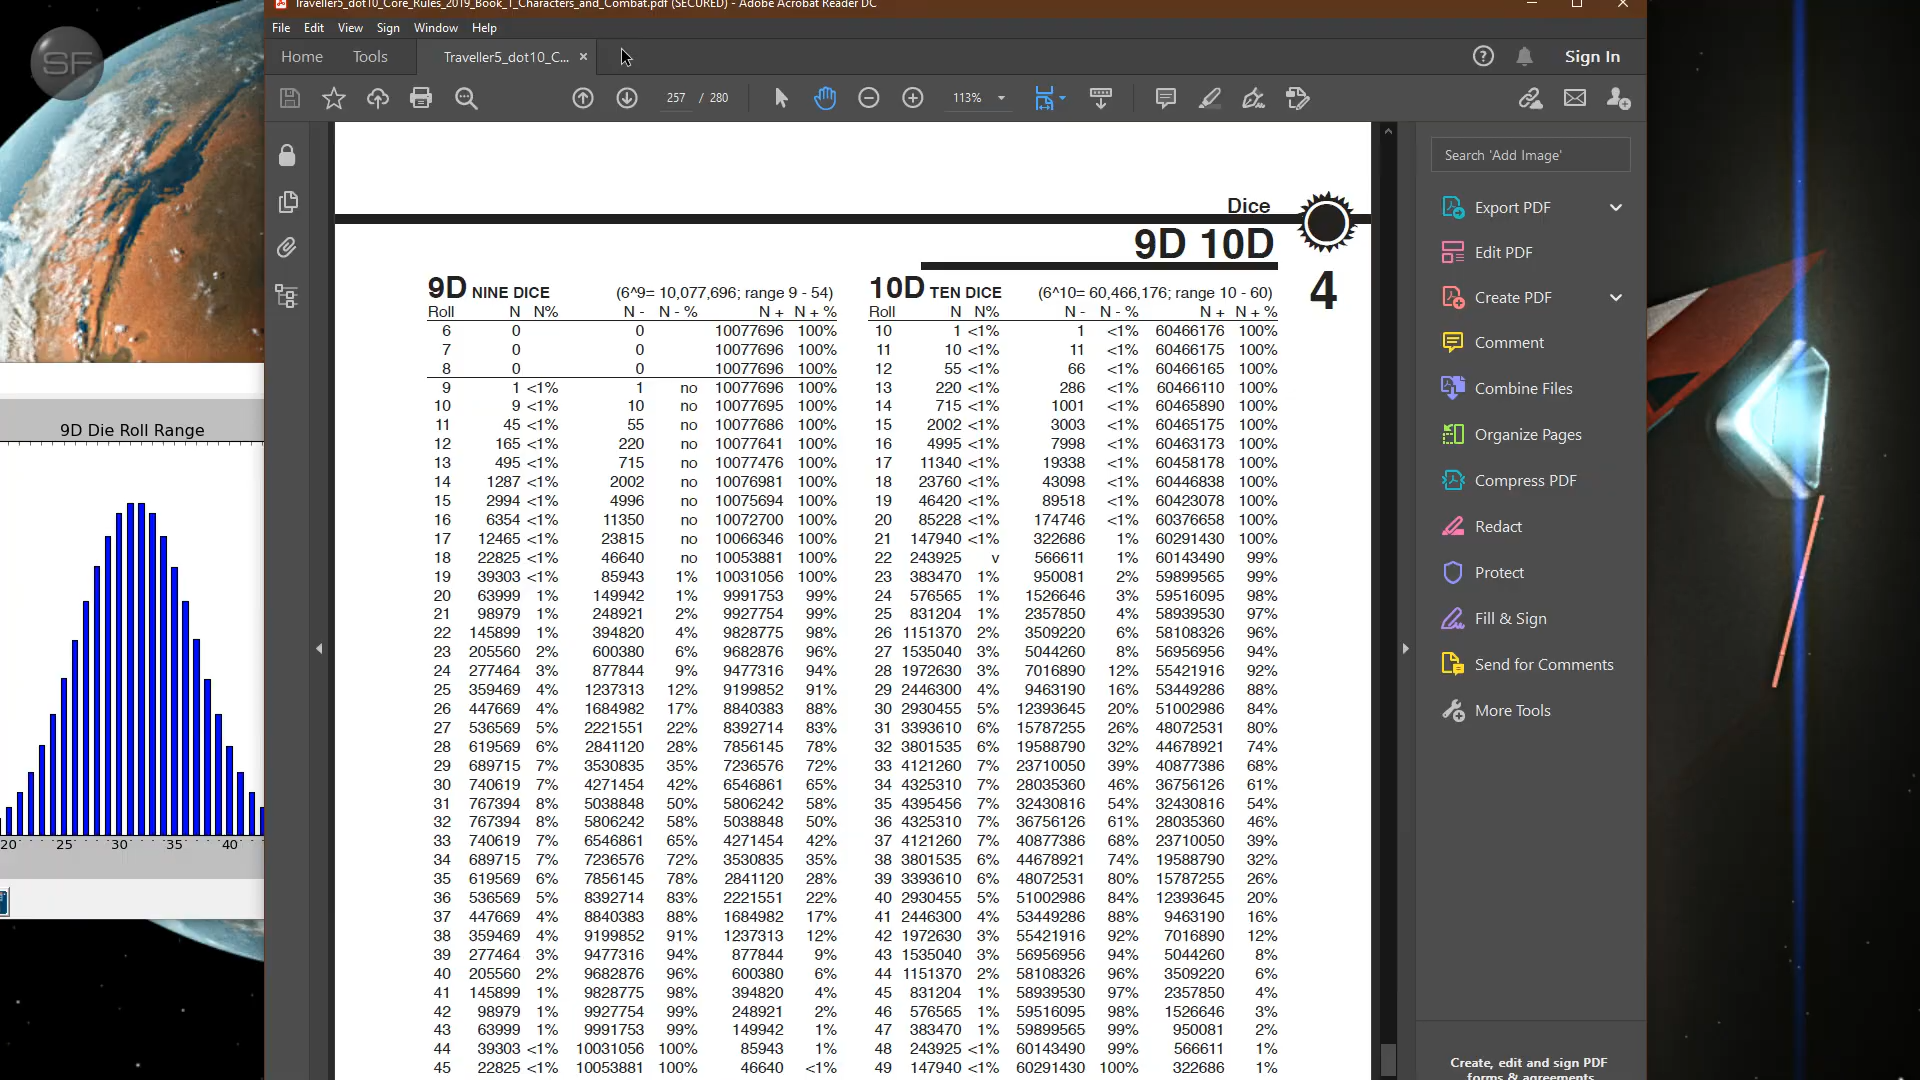 Traveller5_dot10_Core_Rules_2019_Book_1_Characters_and_Combat.pdf (SECURED) - Adobe Acrobat Reader DC
File Edit View Sign Window Help
SF
Home Tools Traveller5_dot10_C... × Sign In
257 / 280 113%
Search 'Add Image'
Export PDF
Edit PDF
Create PDF
Comment
Combine Files
Organize Pages
Compress PDF
Redact
Protect
Fill & Sign
Send for Comments
More Tools
Create, edit and sign PDF
forms & agreements
9D Die Roll Range
20 25 30 35 40
Dice
9D 10D
4
9D NINE DICE (6^9= 10,077,696; range 9 - 54)
Roll N N% N - N - % N + N + %
6 0 0 10077696 100%
7 0 0 10077696 100%
8 0 0 10077696 100%
9 1 <1% 1 no 10077696 100%
10 9 <1% 10 no 10077695 100%
11 45 <1% 55 no 10077686 100%
12 165 <1% 220 no 10077641 100%
13 495 <1% 715 no 10077476 100%
14 1287 <1% 2002 no 10076981 100%
15 2994 <1% 4996 no 10075694 100%
16 6354 <1% 11350 no 10072700 100%
17 12465 <1% 23815 no 10066346 100%
18 22825 <1% 46640 no 10053881 100%
19 39303 <1% 85943 1% 10031056 100%
20 63999 1% 149942 1% 9991753 99%
21 98979 1% 248921 2% 9927754 99%
22 145899 1% 394820 4% 9828775 98%
23 205560 2% 600380 6% 9682876 96%
24 277464 3% 877844 9% 9477316 94%
25 359469 4% 1237313 12% 9199852 91%
26 447669 4% 1684982 17% 8840383 88%
27 536569 5% 2221551 22% 8392714 83%
28 619569 6% 2841120 28% 7856145 78%
29 689715 7% 3530835 35% 7236576 72%
30 740619 7% 4271454 42% 6546861 65%
31 767394 8% 5038848 50% 5806242 58%
32 767394 8% 5806242 58% 5038848 50%
33 740619 7% 6546861 65% 4271454 42%
34 689715 7% 7236576 72% 3530835 35%
35 619569 6% 7856145 78% 2841120 28%
36 536569 5% 8392714 83% 2221551 22%
37 447669 4% 8840383 88% 1684982 17%
38 359469 4% 9199852 91% 1237313 12%
39 277464 3% 9477316 94% 877844 9%
40 205560 2% 9682876 96% 600380 6%
41 145899 1% 9828775 98% 394820 4%
42 98979 1% 9927754 99% 248921 2%
43 63999 1% 9991753 99% 149942 1%
44 39303 <1% 10031056 100% 85943 1%
45 22825 <1% 10053881 100% 46640 <1%
10D TEN DICE (6^10= 60,466,176; range 10 - 60)
Roll N N% N - N - % N + N + %
10 1 <1% 1 <1% 60466176 100%
11 10 <1% 11 <1% 60466175 100%
12 55 <1% 66 <1% 60466165 100%
13 220 <1% 286 <1% 60466110 100%
14 715 <1% 1001 <1% 60465890 100%
15 2002 <1% 3003 <1% 60465175 100%
16 4995 <1% 7998 <1% 60463173 100%
17 11340 <1% 19338 <1% 60458178 100%
18 23760 <1% 43098 <1% 60446838 100%
19 46420 <1% 89518 <1% 60423078 100%
20 85228 <1% 174746 <1% 60376658 100%
21 147940 <1% 322686 1% 60291430 100%
22 243925 v 566611 1% 60143490 99%
23 383470 1% 950081 2% 59899565 99%
24 576565 1% 1526646 3% 59516095 98%
25 831204 1% 2357850 4% 58939530 97%
26 1151370 2% 3509220 6% 58108326 96%
27 1535040 3% 5044260 8% 56956956 94%
28 1972630 3% 7016890 12% 55421916 92%
29 2446300 4% 9463190 16% 53449286 88%
30 2930455 5% 12393645 20% 51002986 84%
31 3393610 6% 15787255 26% 48072531 80%
32 3801535 6% 19588790 32% 44678921 74%
33 4121260 7% 23710050 39% 40877386 68%
34 4325310 7% 28035360 46% 36756126 61%
35 4395456 7% 32430816 54% 32430816 54%
36 4325310 7% 36756126 61% 28035360 46%
37 4121260 7% 40877386 68% 23710050 39%
38 3801535 6% 44678921 74% 19588790 32%
39 3393610 6% 48072531 80% 15787255 26%
40 2930455 5% 51002986 84% 12393645 20%
41 2446300 4% 53449286 88% 9463190 16%
42 1972630 3% 55421916 92% 7016890 12%
43 1535040 3% 56956956 94% 5044260 8%
44 1151370 2% 58108326 96% 3509220 6%
45 831204 1% 58939530 97% 2357850 4%
46 576565 1% 59516095 98% 1526646 3%
47 383470 1% 59899565 99% 950081 2%
48 243925 <1% 60143490 99% 566611 1%
49 147940 <1% 60291430 100% 322686 1%